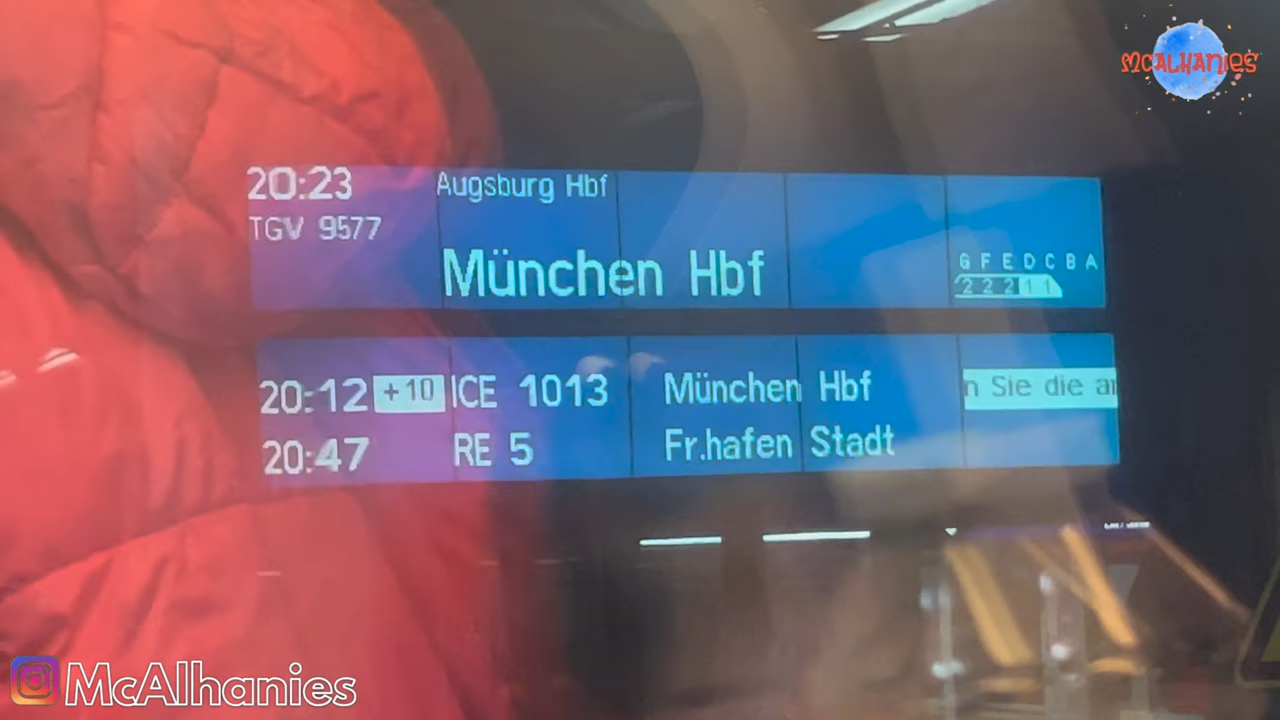 McALHANIES
20:23 Augsburg Hbf
TGV 9577
München Hbf
G F E D C B A
2 2 2 1 1
20:12 +10 ICE 1013 München Hbf n Sie die
20:47 RE 5 Fr.hafen Stadt
McAlhanies